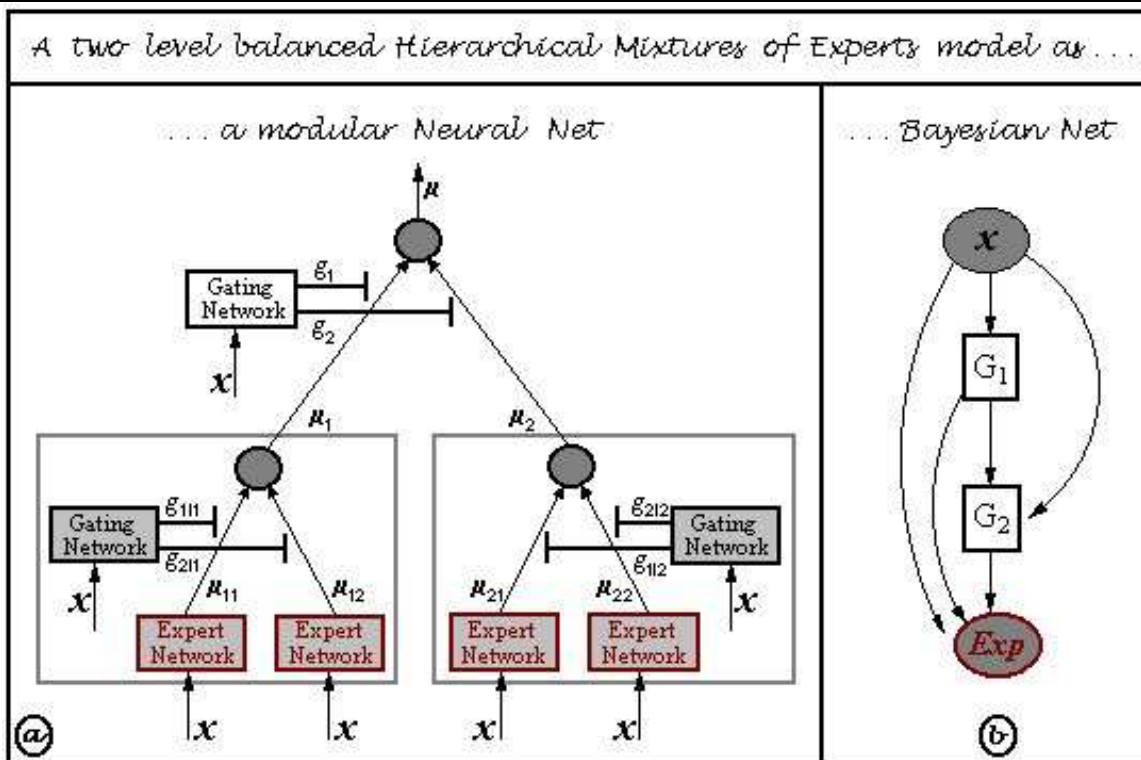 A two level balanced Hierarchical Mixtures of Experts model as ....
... a modular Neural Net
μ
g1
Gating
Network
g2
x
μ1
μ2
g1|1
Gating
Network
g2|1
x
μ11
μ12
Expert
Network
Expert
Network
x
x
g2|2
Gating
Network
g1|2
μ21
μ22
x
Expert
Network
Expert
Network
x
x
a
... Bayesian Net
x
G1
G2
Exp
b